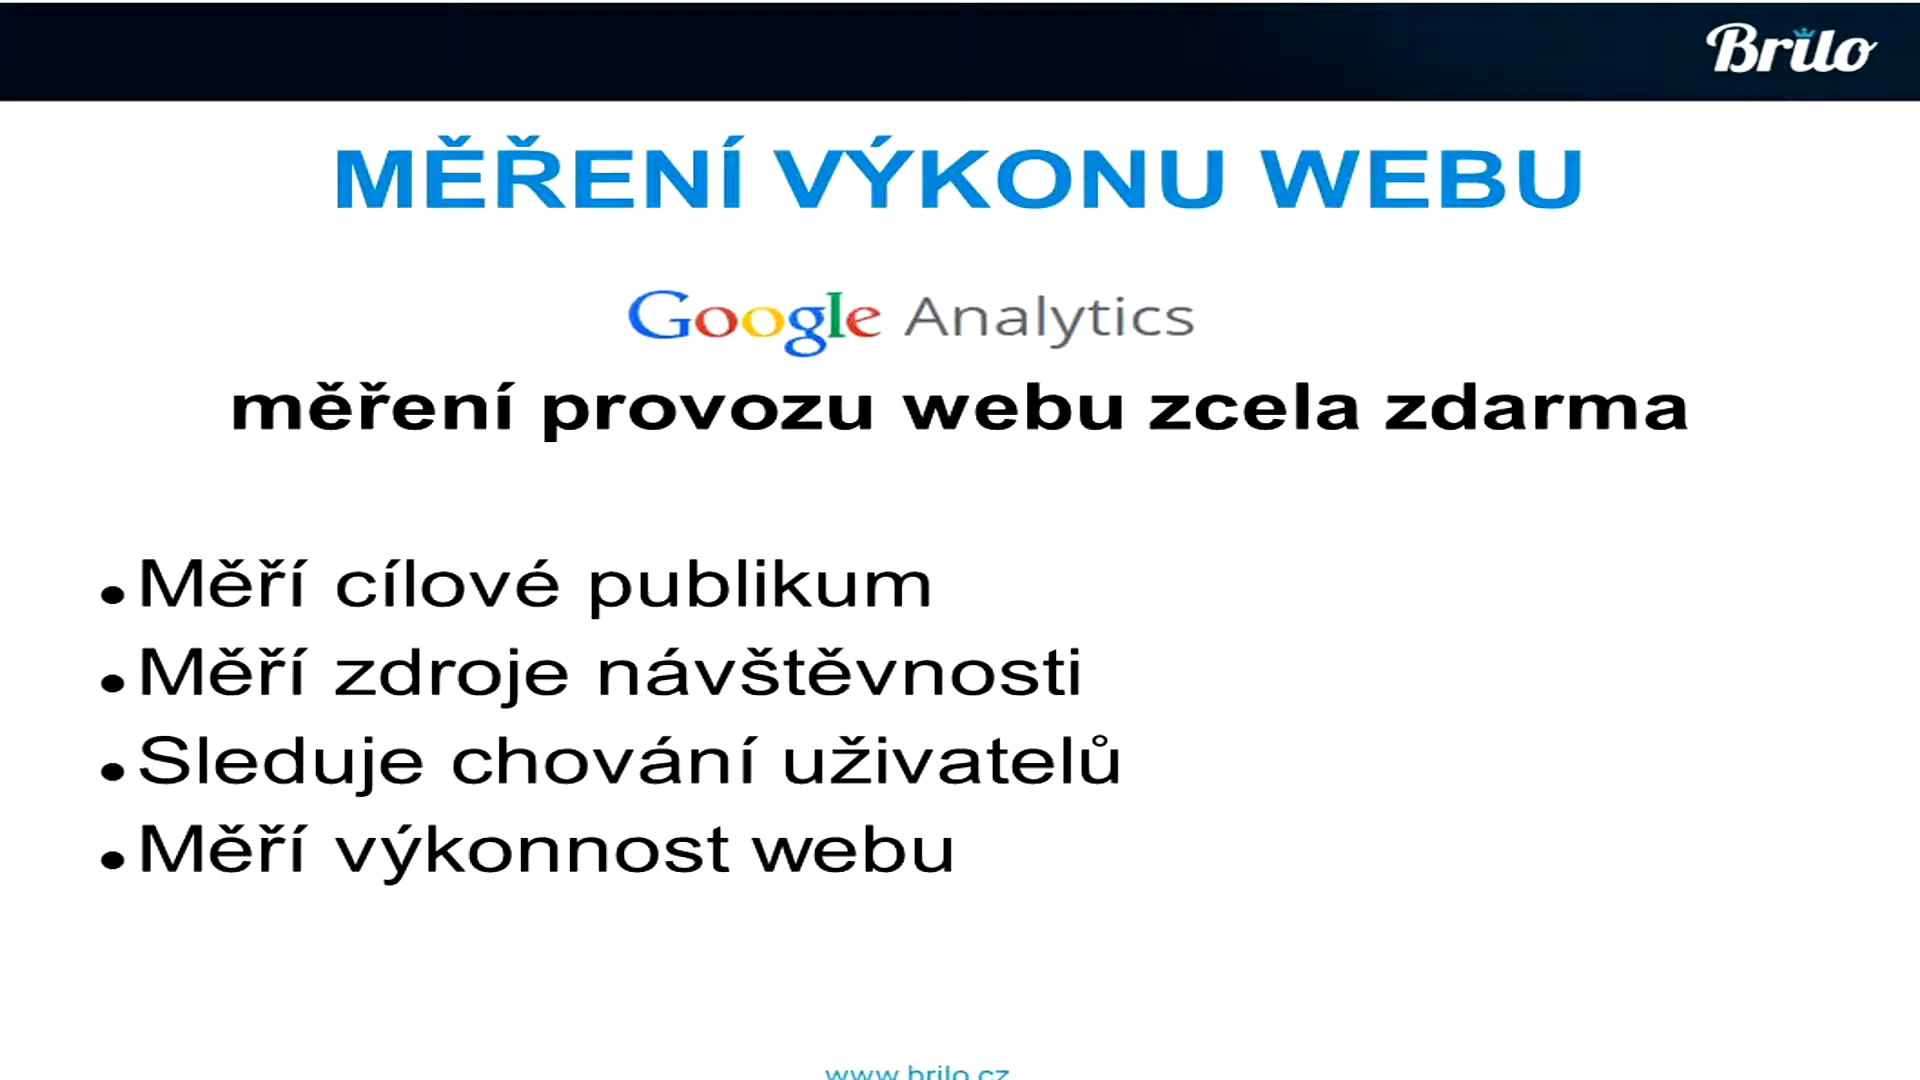 Brilo
MĚŘENÍ VÝKONU WEBU
Google Analytics
měření provozu webu zcela zdarma
• Měří cílové publikum
• Měří zdroje návštěvnosti
• Sleduje chování uživatelů
• Měří výkonnost webu
www.brilo.cz